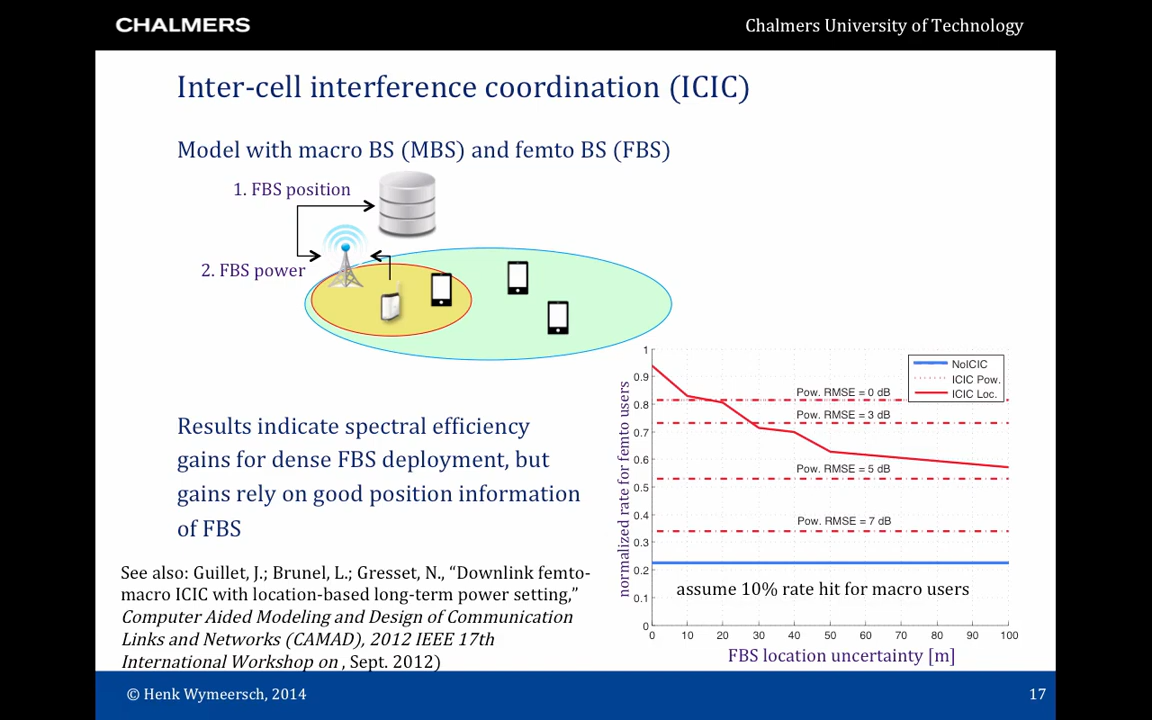 CHALMERS
Chalmers University of Technology
Inter-cell interference coordination (ICIC)
Model with macro BS (MBS) and femto BS (FBS)
1. FBS position
2. FBS power
Results indicate spectral efficiency
gains for dense FBS deployment, but
gains rely on good position information
of FBS
See also: Guillet, J.; Brunel, L.; Gresset, N., “Downlink femto-
macro ICIC with location-based long-term power setting,”
Computer Aided Modeling and Design of Communication
Links and Networks (CAMAD), 2012 IEEE 17th
International Workshop on , Sept. 2012)
normalized rate for femto users
1
0.9
0.8
0.7
0.6
0.5
0.4
0.3
0.2
0.1
0
NoICIC
ICIC Pow.
ICIC Loc.
Pow. RMSE = 0 dB
Pow. RMSE = 3 dB
Pow. RMSE = 5 dB
Pow. RMSE = 7 dB
assume 10% rate hit for macro users
0 10 20 30 40 50 60 70 80 90 100
FBS location uncertainty [m]
© Henk Wymeersch, 2014
17